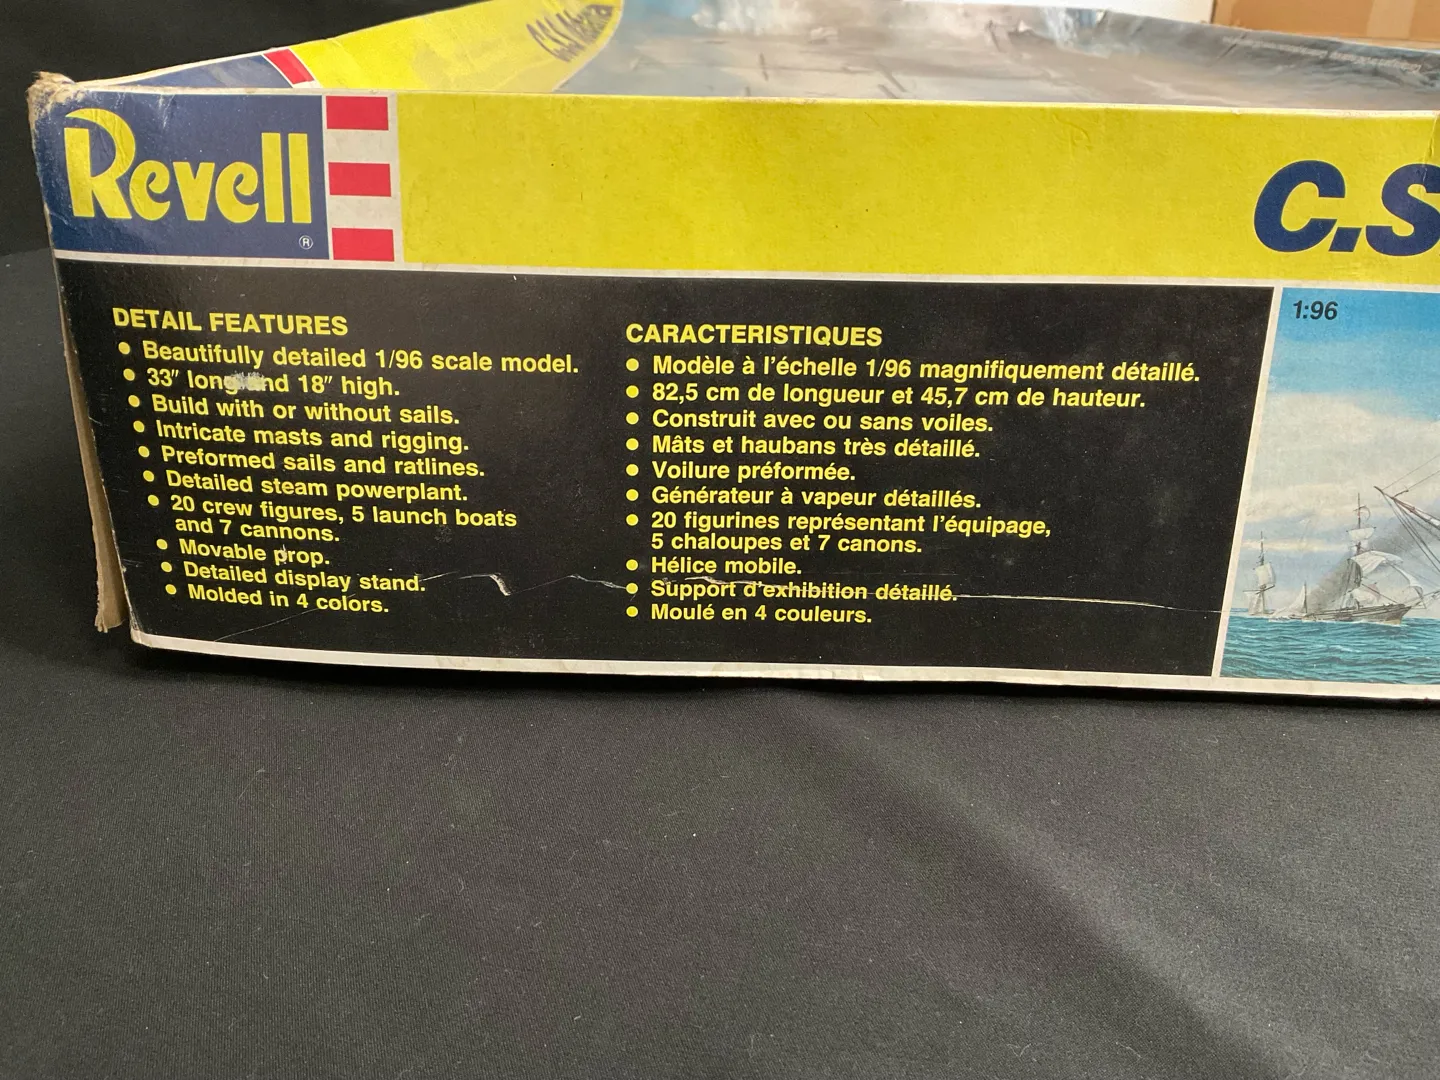 C.S.S. Alabama
Revell
®
C.S.
DETAIL FEATURES
• Beautifully detailed 1/96 scale model.
• 33" long and 18" high.
• Build with or without sails.
• Intricate masts and rigging.
• Preformed sails and ratlines.
• Detailed steam powerplant.
• 20 crew figures, 5 launch boats
and 7 cannons.
• Movable prop.
• Detailed display stand.
• Molded in 4 colors.
CARACTERISTIQUES
• Modèle à l'échelle 1/96 magnifiquement détaillé.
• 82,5 cm de longueur et 45,7 cm de hauteur.
• Construit avec ou sans voiles.
• Mâts et haubans très détaillé.
• Voilure préformée.
• Générateur à vapeur détaillés.
• 20 figurines représentant l'équipage,
5 chaloupes et 7 canons.
• Hélice mobile.
• Support d'exhibition détaillé.
• Moulé en 4 couleurs.
1:96